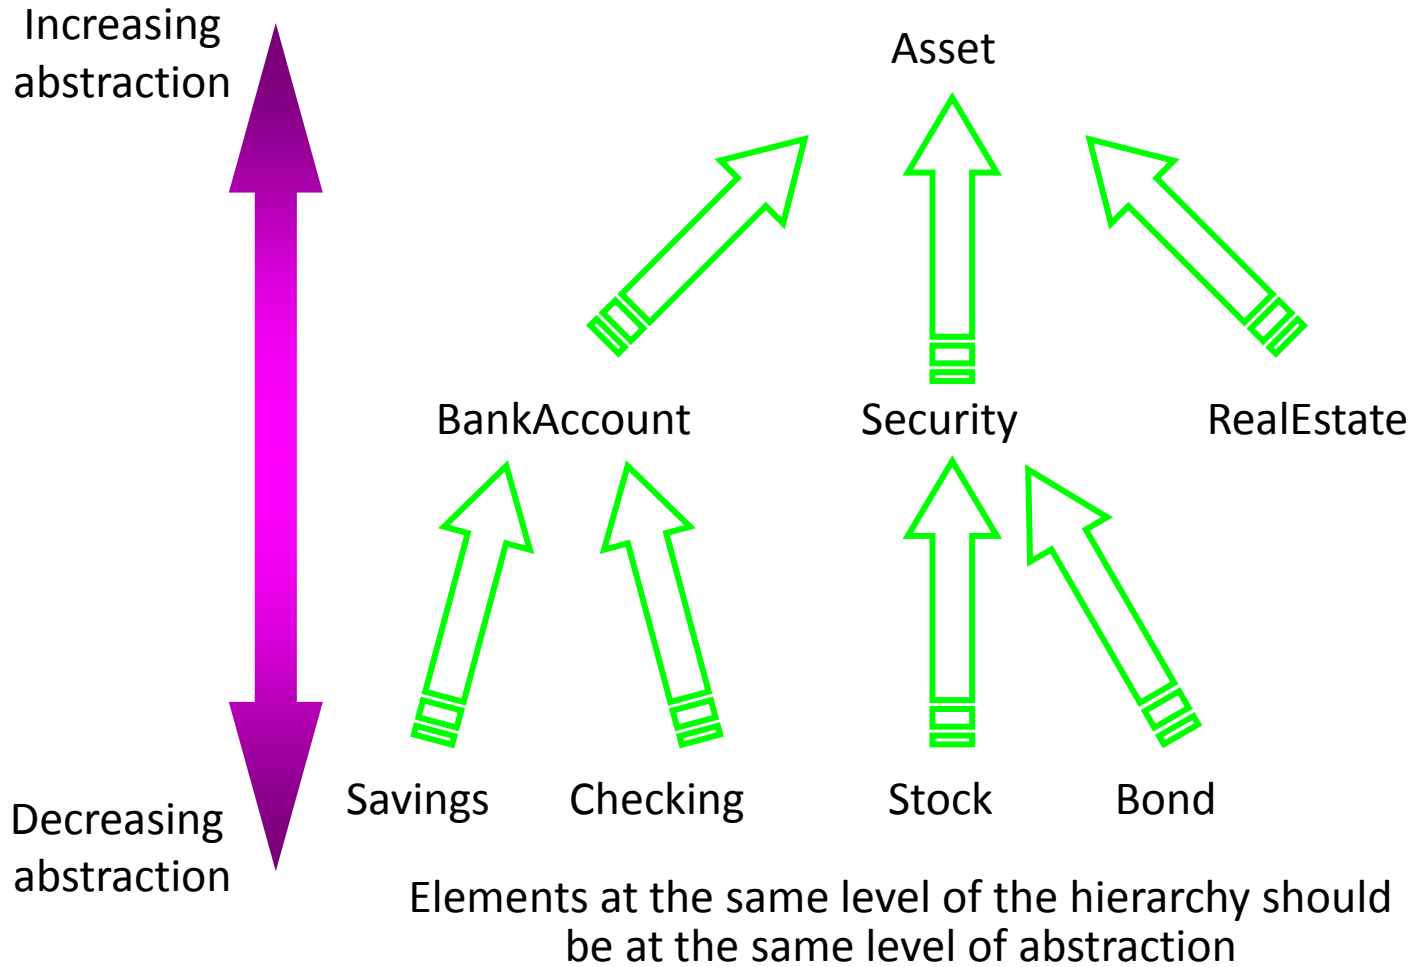 Increasing
abstraction
Asset
BankAccount
Security
RealEstate
Savings
Checking
Stock
Bond
Decreasing
abstraction
Elements at the same level of the hierarchy should
be at the same level of abstraction